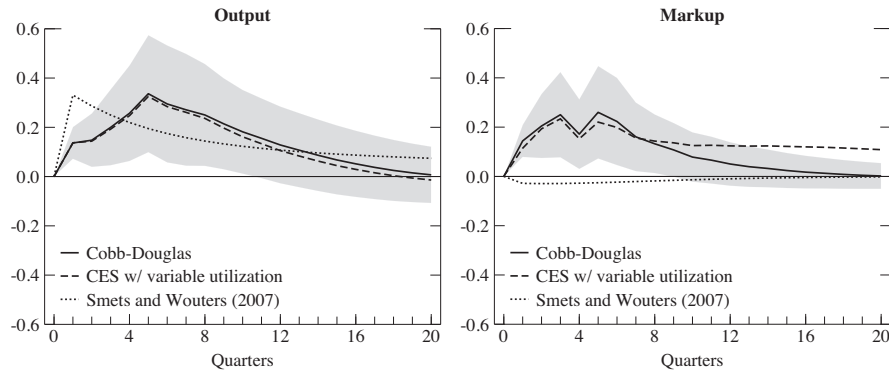 Output
0.6
0.4
0.2
0.0
-0.2
-0.4
-0.6
Cobb-Douglas
CES w/ variable utilization
Smets and Wouters (2007)
0 4 8 12 16 20
Quarters
Markup
0.6
0.4
0.2
0.0
-0.2
-0.4
-0.6
Cobb-Douglas
CES w/ variable utilization
Smets and Wouters (2007)
0 4 8 12 16 20
Quarters